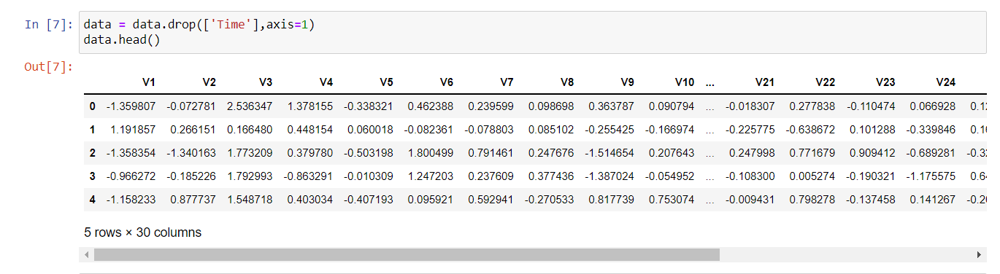 In [7]: data = data.drop(['Time'],axis=1)
data.head()
Out[7]:
V1 V2 V3 V4 V5 V6 V7 V8 V9 V10 ... V21 V22 V23 V24
0 -1.359807 -0.072781 2.536347 1.378155 -0.338321 0.462388 0.239599 0.098698 0.363787 0.090794 ... -0.018307 0.277838 -0.110474 0.066928
1 1.191857 0.266151 0.166480 0.448154 0.060018 -0.082361 -0.078803 0.085102 -0.255425 -0.166974 ... -0.225775 -0.638672 0.101288 -0.339846
2 -1.358354 -1.340163 1.773209 0.379780 -0.503198 1.800499 0.791461 0.247676 -1.514654 0.207643 ... 0.247998 0.771679 0.909412 -0.689281
3 -0.966272 -0.185226 1.792993 -0.863291 -0.010309 1.247203 0.237609 0.377436 -1.387024 -0.054952 ... -0.108300 0.005274 -0.190321 -1.175575
4 -1.158233 0.877737 1.548718 0.403034 -0.407193 0.095921 0.592941 -0.270533 0.817739 0.753074 ... -0.009431 0.798278 -0.137458 0.141267
5 rows × 30 columns